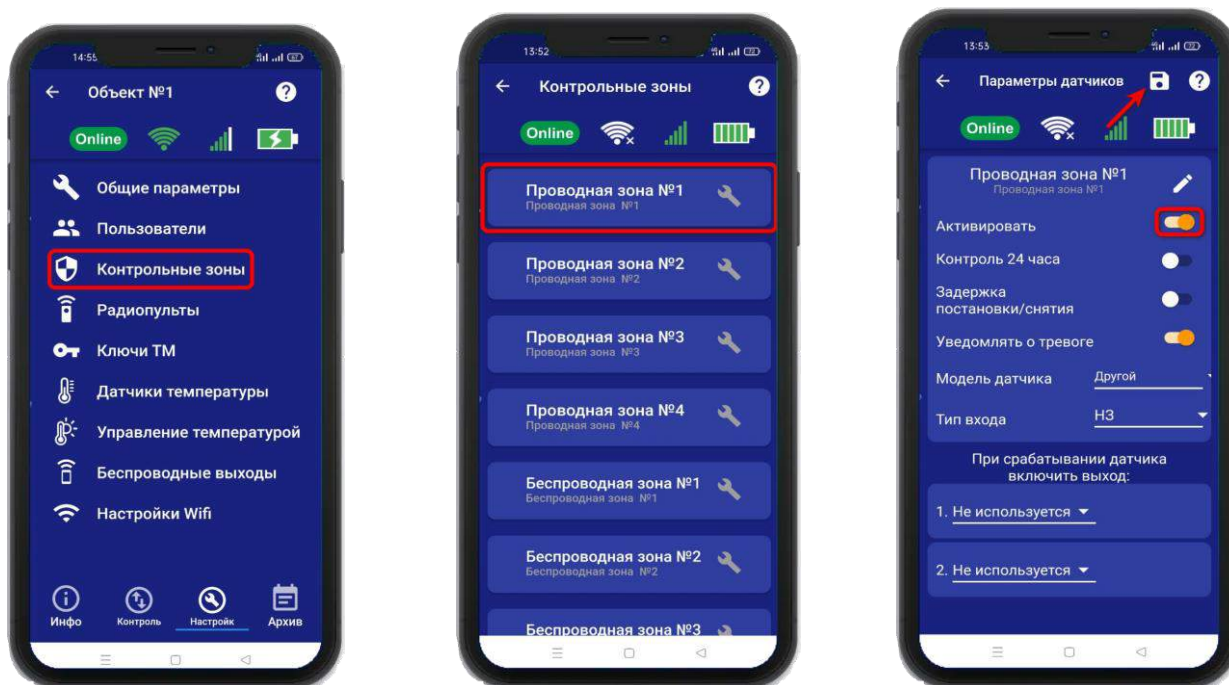 14:55
Объект №1
Online
Общие параметры
Пользователи
Контрольные зоны
Радиопульты
Ключи ТМ
Датчики температуры
Управление температурой
Беспроводные выходы
Настройки Wifi
Инфо
Контроль
Настройк
Архив
13:52
Контрольные зоны
Online
Проводная зона №1
Проводная зона №1
Проводная зона №2
Проводная зона №2
Проводная зона №3
Проводная зона №3
Проводная зона №4
Проводная зона №4
Беспроводная зона №1
Беспроводная зона №1
Беспроводная зона №2
Беспроводная зона №2
Беспроводная зона №3
13:53
Параметры датчиков
Online
Проводная зона №1
Проводная зона №1
Активировать
Контроль 24 часа
Задержка
постановки/снятия
Уведомлять о тревоге
Модель датчика Другой
Тип входа НЗ
При срабатывании датчика
включить выход:
1. Не используется
2. Не используется